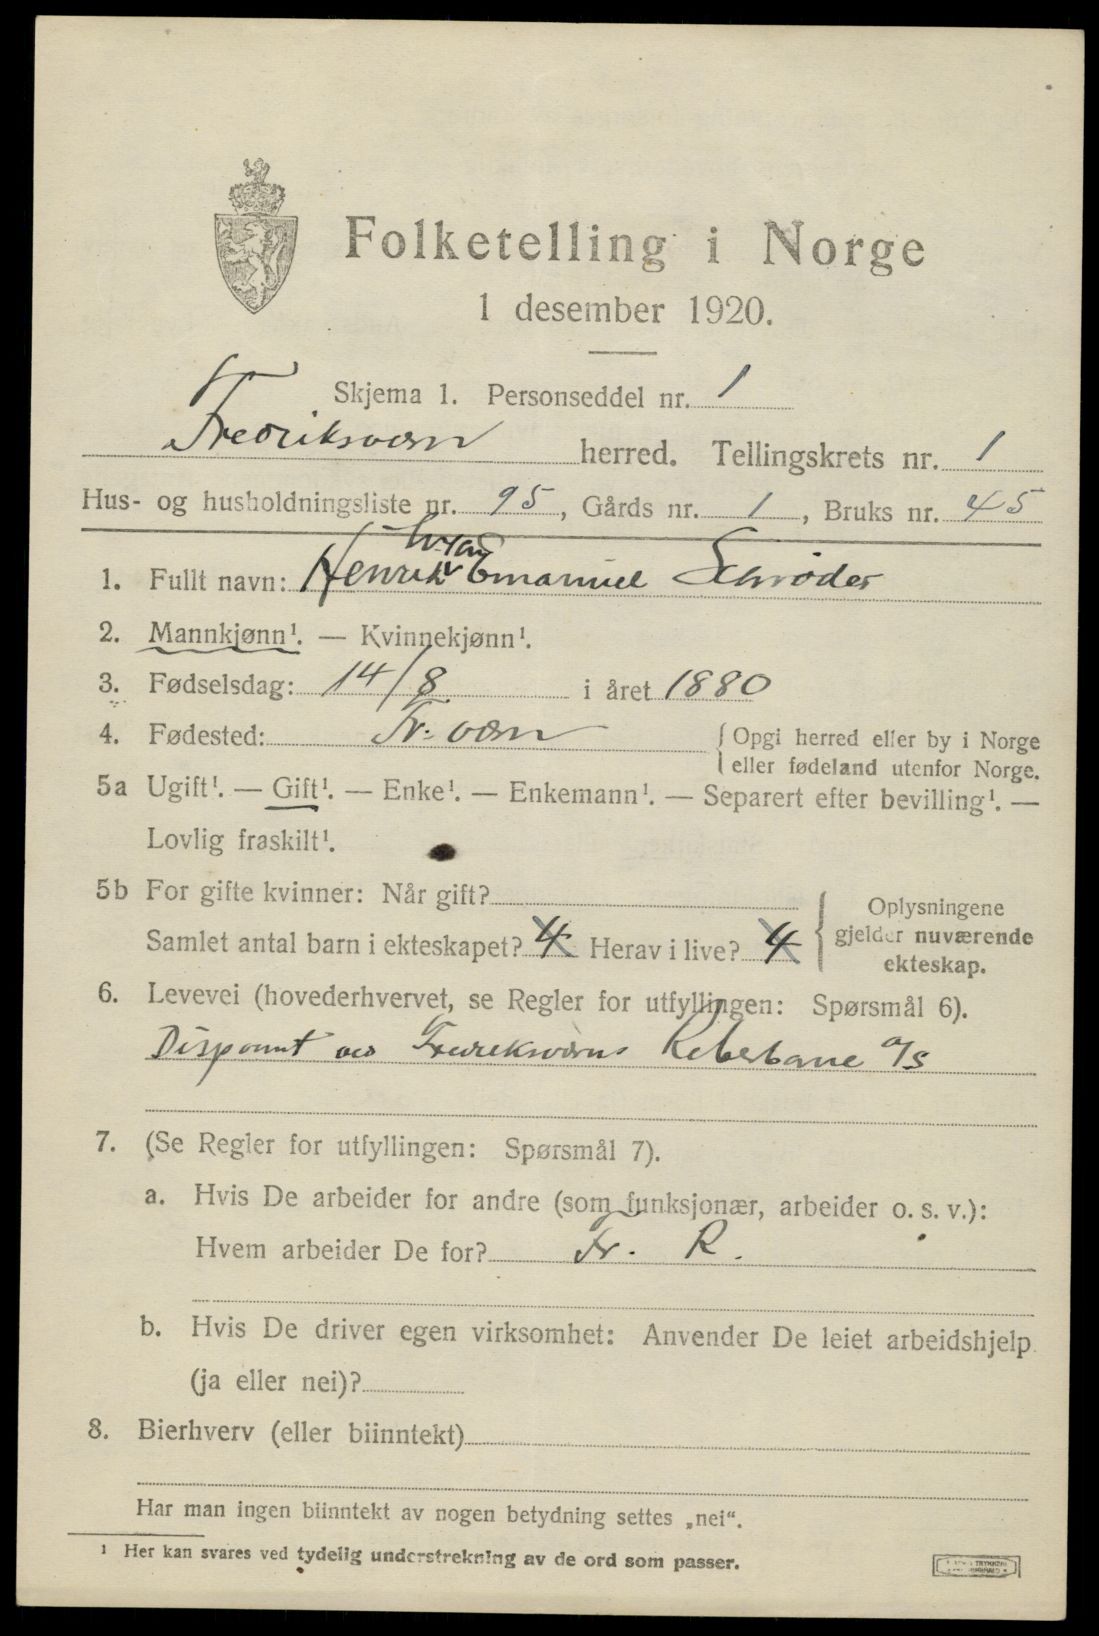 Folketelling i Norge
1 desember 1920.
Skjema 1. Personseddel nr. 1
Fredriksværn herred. Tellingskrets nr. 1
Hus- og husholdningsliste nr. 95, Gårds nr. 1, Bruks nr. 45
1. Fullt navn: Henrik Emanuel Schrøder
2. Mannkjønn¹. — Kvinnekjønn¹.
3. Fødselsdag: 14/8 i året 1880
4. Fødested: Fr.værn { Opgi herred eller by i Norge
eller fødeland utenfor Norge.
5a Ugift¹. — Gift¹. — Enke¹. — Enkemann¹. — Separert efter bevilling¹. —
Lovlig fraskilt¹.
5b For gifte kvinner: Når gift?
Samlet antal barn i ekteskapet? 4 Herav i live? 4
Oplysningene
gjelder nuværende
ekteskap.
6. Levevei (hovederhvervet, se Regler for utfyllingen: Spørsmål 6).
Disponent ved Fredriksværns Reberbane A/S
7. (Se Regler for utfyllingen: Spørsmål 7).
a. Hvis De arbeider for andre (som funksjonær, arbeider o. s. v.):
Hvem arbeider De for? Fr. R.
b. Hvis De driver egen virksomhet: Anvender De leiet arbeidshjelp
(ja eller nei)?
8. Bierhverv (eller biinntekt)
Har man ingen biinntekt av nogen betydning settes „nei“.
¹ Her kan svares ved tydelig understrekning av de ord som passer.